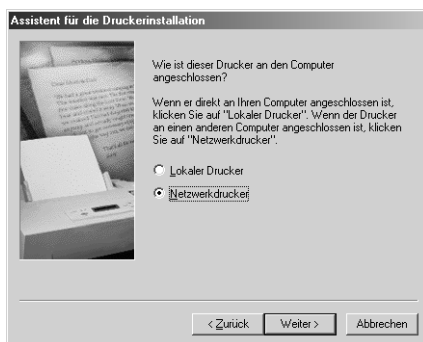 Assistent für die Druckerinstallation
Wie ist dieser Drucker an den Computer
angeschlossen?
Wenn er direkt an Ihren Computer angeschlossen ist,
klicken Sie auf "Lokaler Drucker". Wenn der Drucker
an einen anderen Computer angeschlossen ist, klicken
Sie auf "Netzwerkdrucker".
Lokaler Drucker
Netzwerkdrucker
< Zurück
Weiter >
Abbrechen